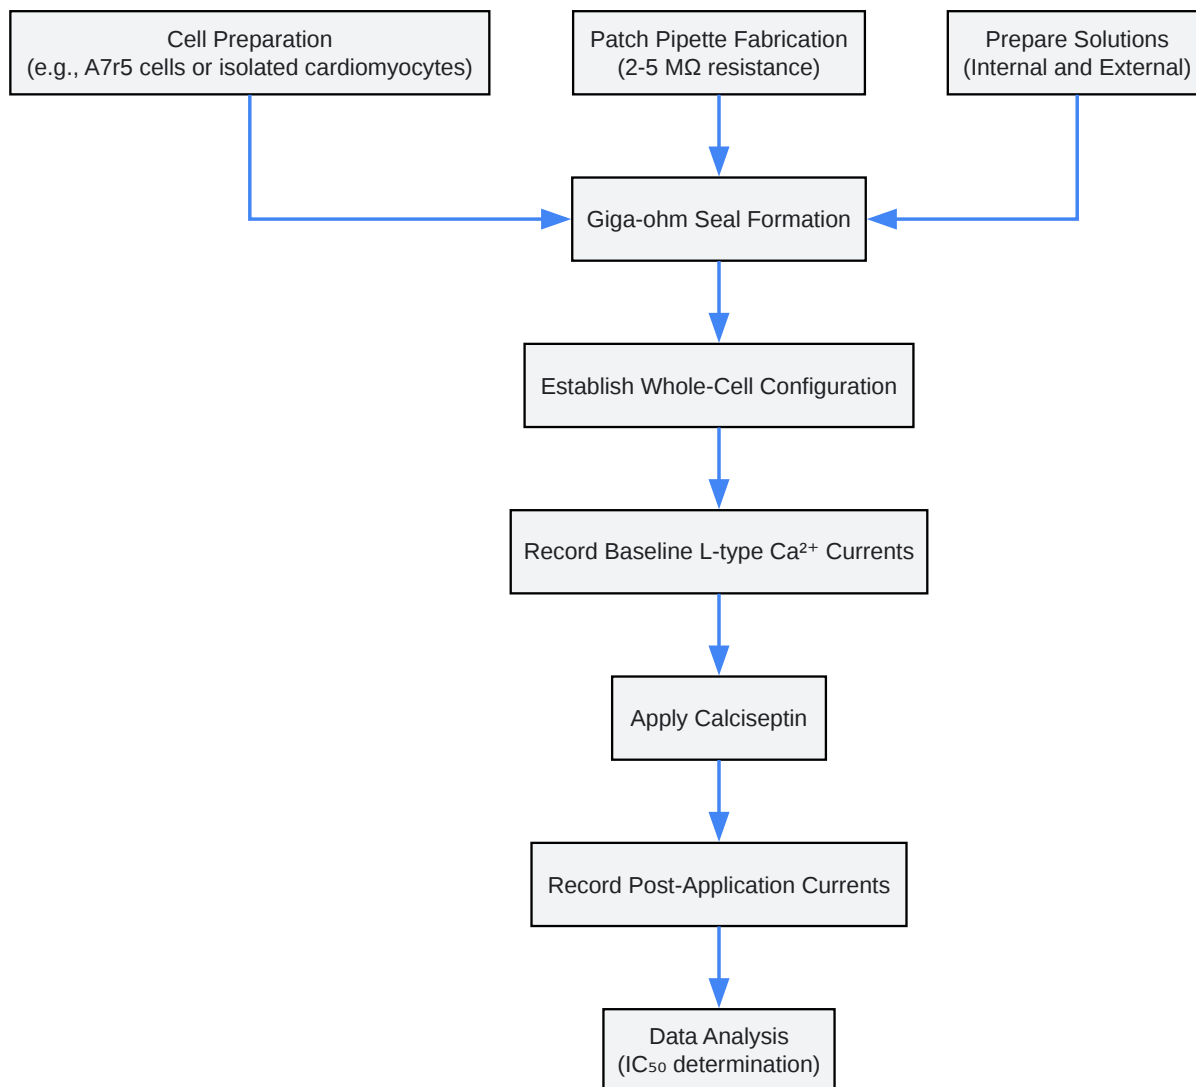 Cell Preparation
(e.g., A7r5 cells or isolated cardiomyocytes)
Patch Pipette Fabrication
(2-5 MΩ resistance)
Prepare Solutions
(Internal and External)
Giga-ohm Seal Formation
Establish Whole-Cell Configuration
Record Baseline L-type Ca²⁺ Currents
Apply Calciseptin
Record Post-Application Currents
Data Analysis
(IC₅₀ determination)